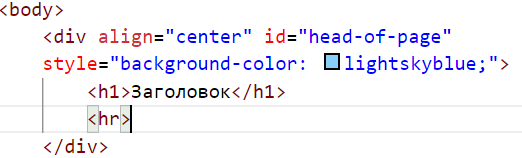 <body>
<div align="center" id="head-of-page"
style="background-color: lightskyblue;">
<h1>Заголовок</h1>
<hr>
</div>